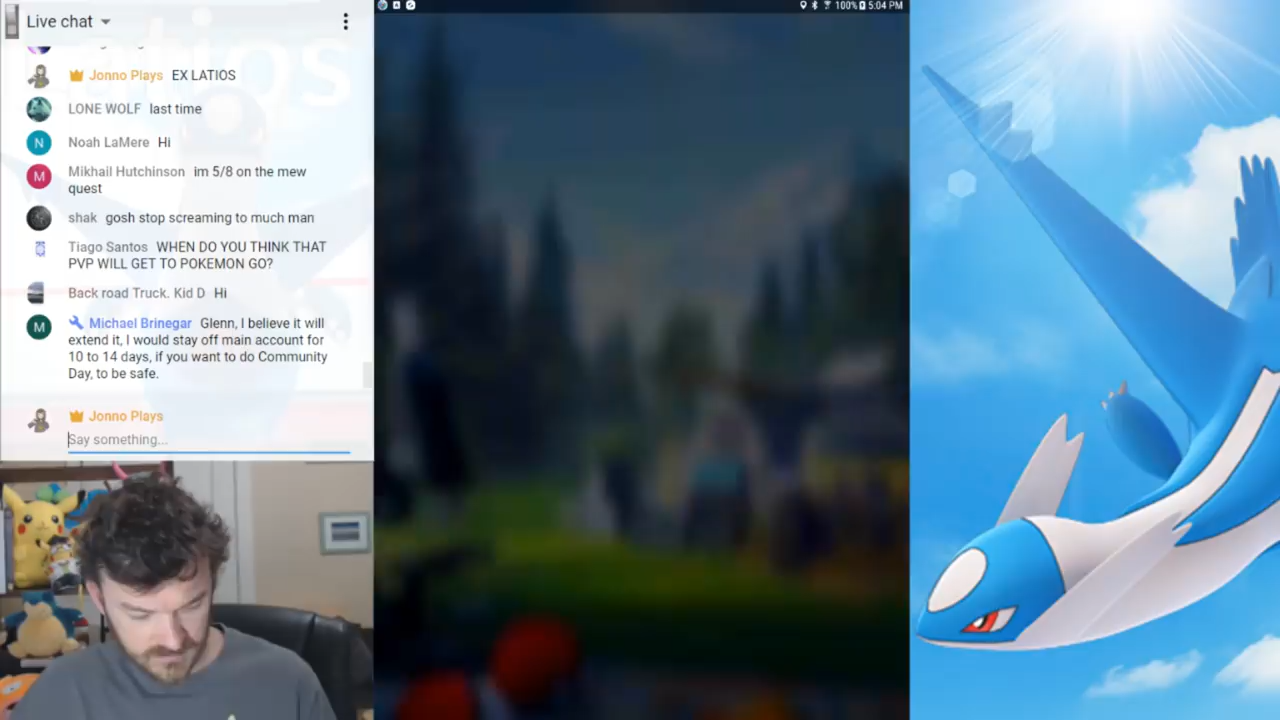 Live chat
Jonno Plays EX LATIOS
LONE WOLF last time
Noah LaMere Hi
Mikhail Hutchinson im 5/8 on the mew
quest
shak gosh stop screaming to much man
Tiago Santos WHEN DO YOU THINK THAT
PVP WILL GET TO POKEMON GO?
Back road Truck. Kid D Hi
Michael Brinegar Glenn, I believe it will
extend it, I would stay off main account for
10 to 14 days, if you want to do Community
Day, to be safe.
Jonno Plays
Say something...
100% 5:04 PM
N
M
M